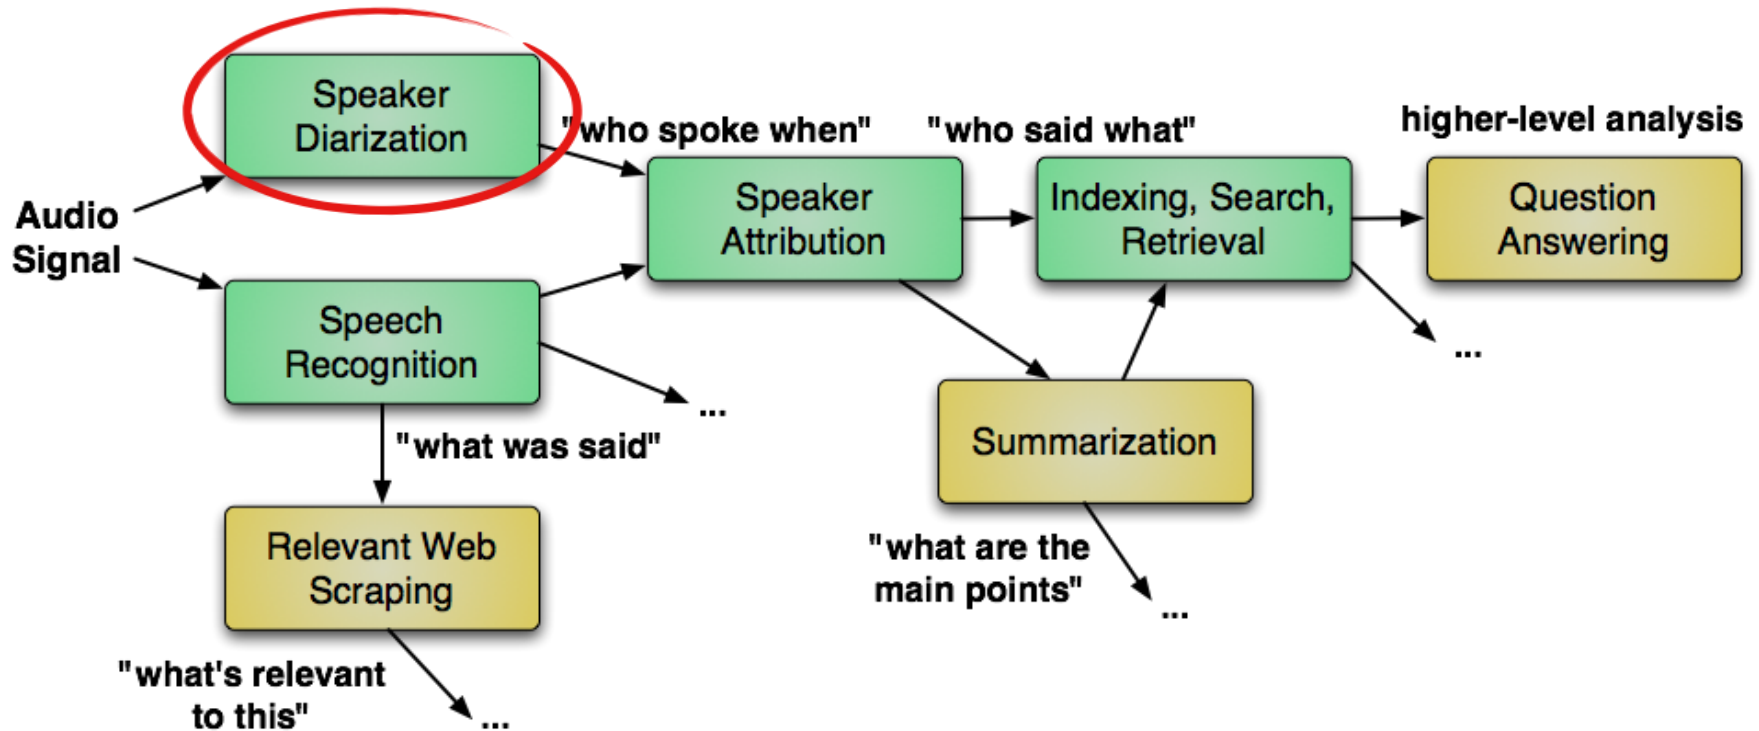 Speaker
Diarization
"who spoke when"
"who said what"
higher-level analysis
Audio
Signal
Speaker
Attribution
Indexing, Search,
Retrieval
Question
Answering
Speech
Recognition
...
...
"what was said"
Summarization
Relevant Web
Scraping
"what are the
main points"
...
"what's relevant
to this"
...